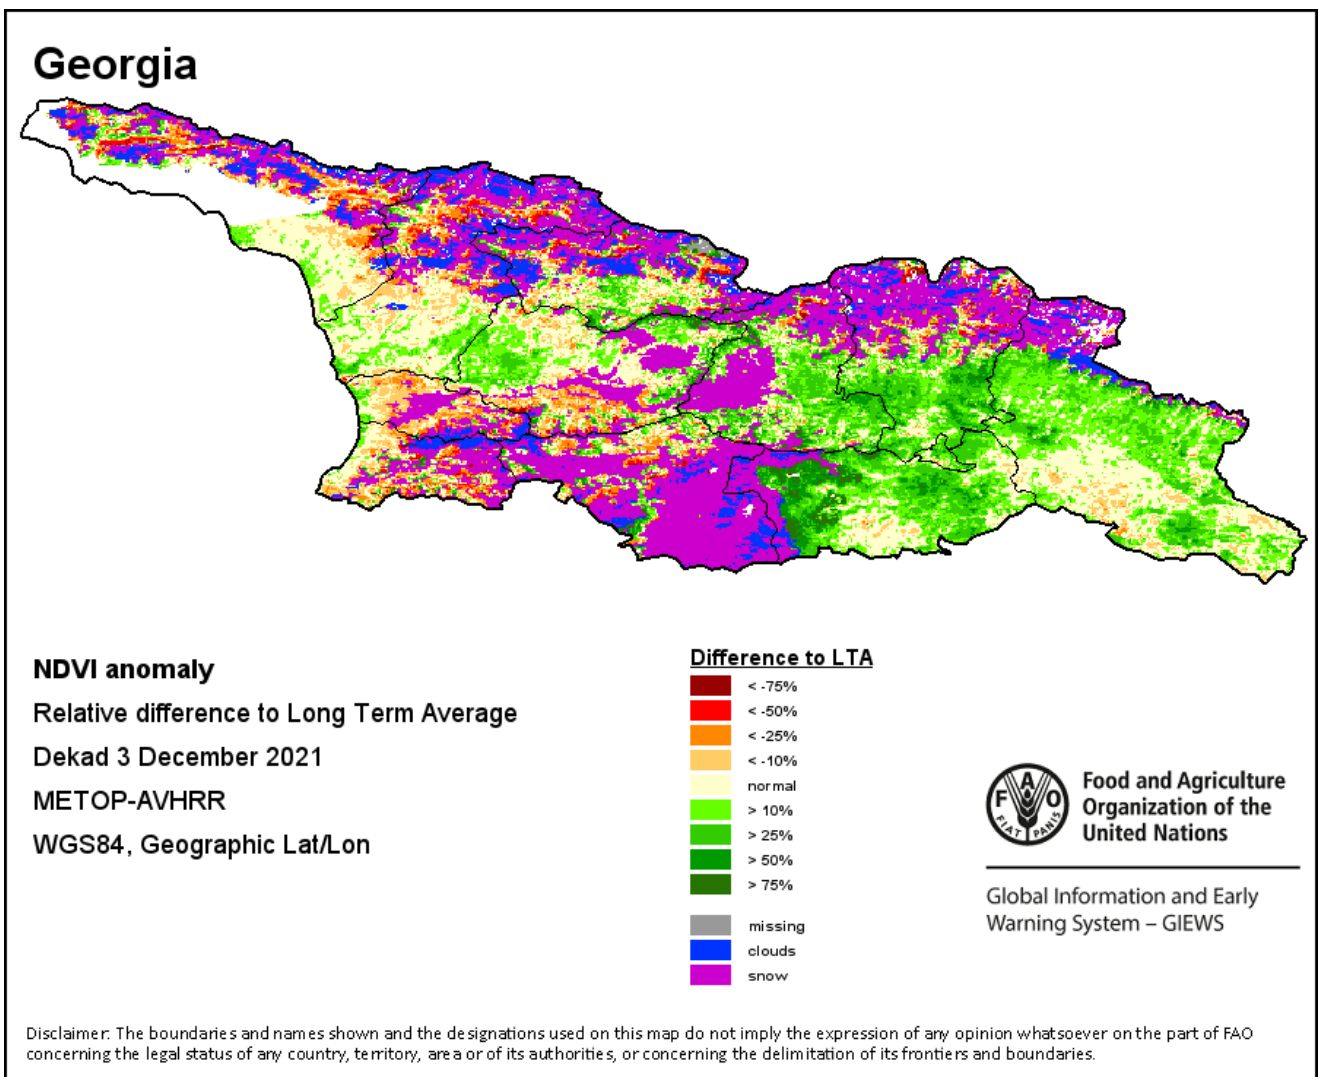 Georgia
NDVI anomaly
Relative difference to Long Term Average
Dekad 3 December 2021
METOP-AVHRR
WGS84, Geographic Lat/Lon
Difference to LTA
< -75%
< -50%
< -25%
< -10%
normal
> 10%
> 25%
> 50%
> 75%
missing
clouds
snow
F A O
FIAT PANIS
Food and Agriculture
Organization of the
United Nations
Global Information and Early
Warning System – GIEWS
Disclaimer: The boundaries and names shown and the designations used on this map do not imply the expression of any opinion whatsoever on the part of FAO
concerning the legal status of any country, territory, area or of its authorities, or concerning the delimitation of its frontiers and boundaries.